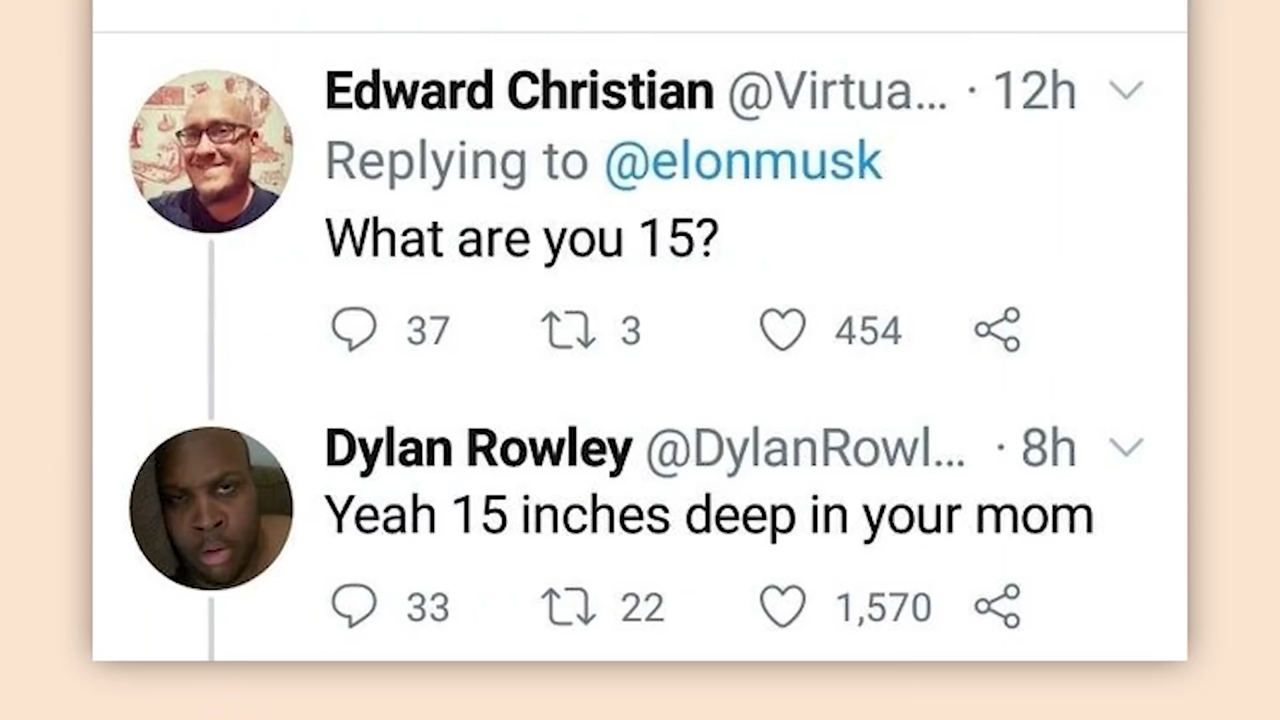 Edward Christian @Virtua... · 12h
Replying to @elonmusk
What are you 15?
37 3 454
Dylan Rowley @DylanRowl... · 8h
Yeah 15 inches deep in your mom
33 22 1,570